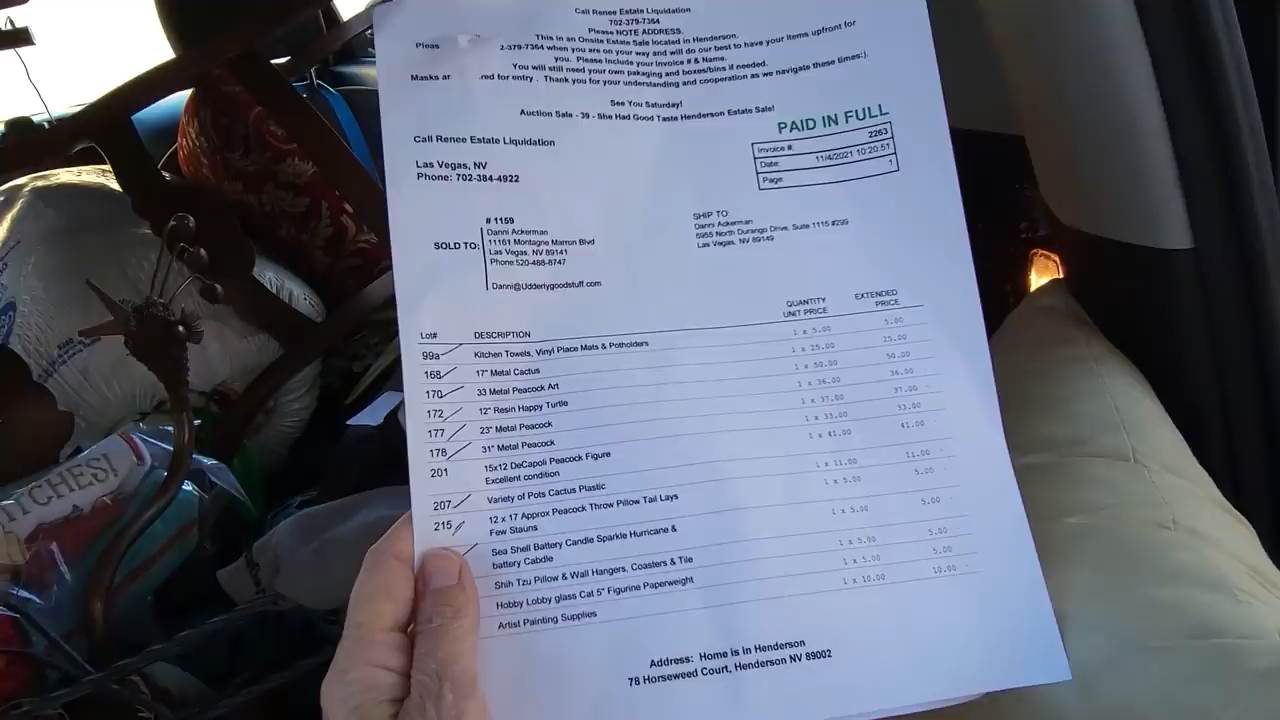 Call Renee Estate Liquidation
702-379-7364
Please NOTE ADDRESS.
This in an Onsite Estate Sale located in Henderson.
Pleas 2-379-7364 when you are on your way and will do our best to have your items upfront for
you. Please Include your Invoice # & Name.
You will still need your own pakaging and boxes/bins if needed.
Masks ar red for entry . Thank you for your understanding and cooperation as we navigate these times:).
See You Saturday!
Auction Sale - 39 - She Had Good Taste Henderson Estate Sale!
PAID IN FULL
Call Renee Estate Liquidation
Invoice #: 2263
Date: 11/4/2021 10:20:51
Page: 1
Las Vegas, NV
Phone: 702-384-4922
# 1159
SOLD TO:
Danni Ackerman
11161 Montagne Marron Blvd
Las Vegas, NV 89141
Phone 520-488-8747
Danni@Udderlygoodstuff.com
SHIP TO:
Danni Ackerman
6955 North Durango Drive, Suite 1115 #299
Las Vegas, NV 89149
Lot# DESCRIPTION QUANTITY UNIT PRICE EXTENDED PRICE
99a Kitchen Towels, Vinyl Place Mats & Potholders 1 x 5.00 5.00
168 17" Metal Cactus 1 x 25.00 25.00
170 33 Metal Peacock Art 1 x 50.00 50.00
172 12" Resin Happy Turtle 1 x 36.00 36.00
177 23" Metal Peacock 1 x 37.00 37.00
178 31" Metal Peacock 1 x 33.00 33.00
201 15x12 DeCapoli Peacock Figure 1 x 41.00 41.00
Excellent condition
207 Variety of Pots Cactus Plastic 1 x 11.00 11.00
215 12 x 17 Approx Peacock Throw Pillow Tail Lays 1 x 5.00 5.00
Few Stauns
Sea Shell Battery Candle Sparkle Hurricane & 1 x 5.00 5.00
battery Cabdle
Shih Tzu Pillow & Wall Hangers, Coasters & Tile 1 x 5.00 5.00
Hobby Lobby glass Cat 5" Figurine Paperweight 1 x 5.00 5.00
Artist Painting Supplies 1 x 10.00 10.00
Address: Home is in Henderson
78 Horseweed Court, Henderson NV 89002
TCHES!